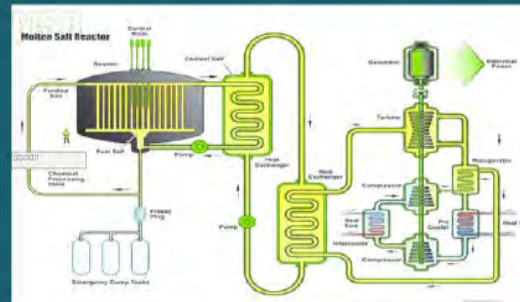 Molten Salt Reactor
Control
Rods
Reactor
Coolant Salt
Purified
Salt
Fuel Salt
Pump
Chemical
Processing
Plant
Freeze
Plug
Heat
Exchanger
Pump
Emergency Dump Tanks
Heat
Exchanger
Generator
Electrical
Power
Turbine
Recuperator
Compressor
Heat
Sink
Pre
Cooler
Intercooler
Compressor